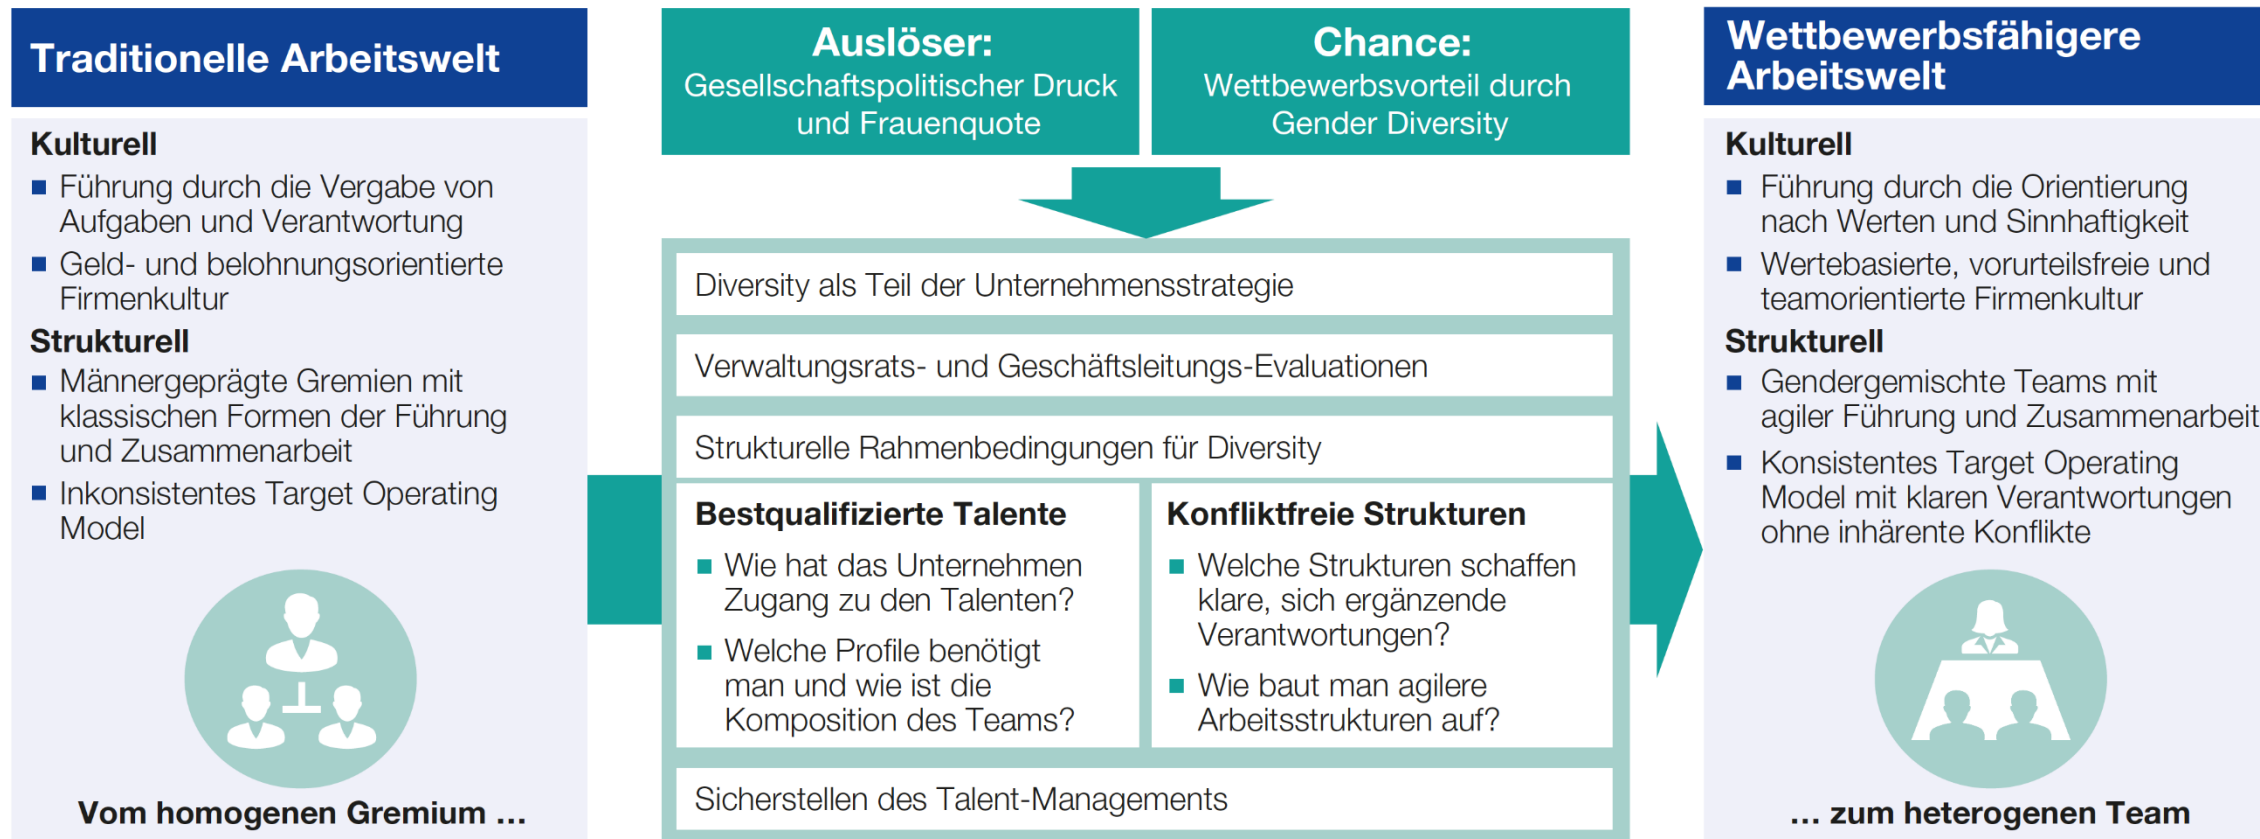 Traditionelle Arbeitswelt
Kulturell
Führung durch die Vergabe von
Aufgaben und Verantwortung
Geld- und belohnungsorientierte
Firmenkultur
Strukturell
Männergeprägte Gremien mit
klassischen Formen der Führung
und Zusammenarbeit
Inkonsistentes Target Operating
Model
Vom homogenen Gremium ...
Auslöser:
Gesellschaftspolitischer Druck
und Frauenquote
Chance:
Wettbewerbsvorteil durch
Gender Diversity
Diversity als Teil der Unternehmensstrategie
Verwaltungsrats- und Geschäftsleitungs-Evaluationen
Strukturelle Rahmenbedingungen für Diversity
Bestqualifizierte Talente
Wie hat das Unternehmen
Zugang zu den Talenten?
Welche Profile benötigt
man und wie ist die
Komposition des Teams?
Konfliktfreie Strukturen
Welche Strukturen schaffen
klare, sich ergänzende
Verantwortungen?
Wie baut man agilere
Arbeitsstrukturen auf?
Sicherstellen des Talent-Managements
Wettbewerbsfähigere
Arbeitswelt
Kulturell
Führung durch die Orientierung
nach Werten und Sinnhaftigkeit
Wertebasierte, vorurteilsfreie und
teamorientierte Firmenkultur
Strukturell
Gendergemischte Teams mit
agiler Führung und Zusammenarbeit
Konsistentes Target Operating
Model mit klaren Verantwortungen
ohne inhärente Konflikte
... zum heterogenen Team